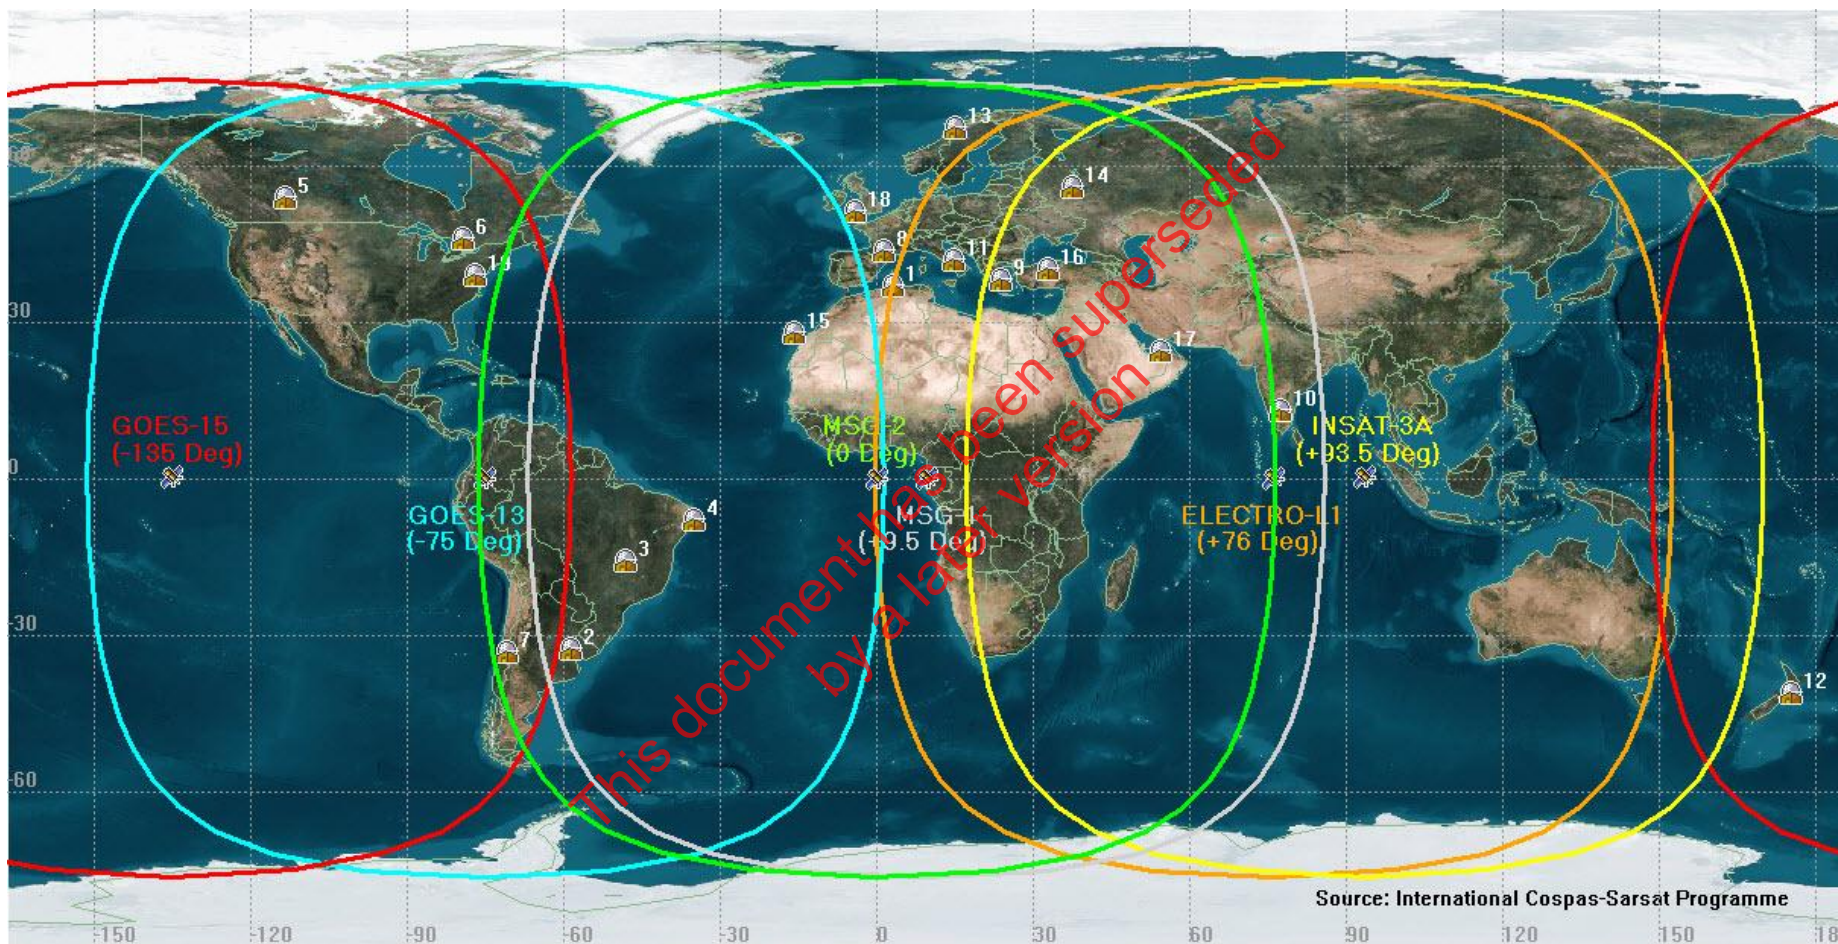 13
14
5
18
6
8
11
16
9
1
30
15
17
10
GOES-15
(-135 Deg)
MSG-2
(0 Deg)
INSAT-3A
(+93.5 Deg)
0
GOES-13
(-75 Deg)
4
MSG-1
(+9.5 Deg)
ELECTRO-L1
(+76 Deg)
3
-30
7
2
12
-60
This document has been superseded
by a later version
Source: International Cospas-Sarsat Programme
-150
-120
-90
-60
-30
0
30
60
90
120
150